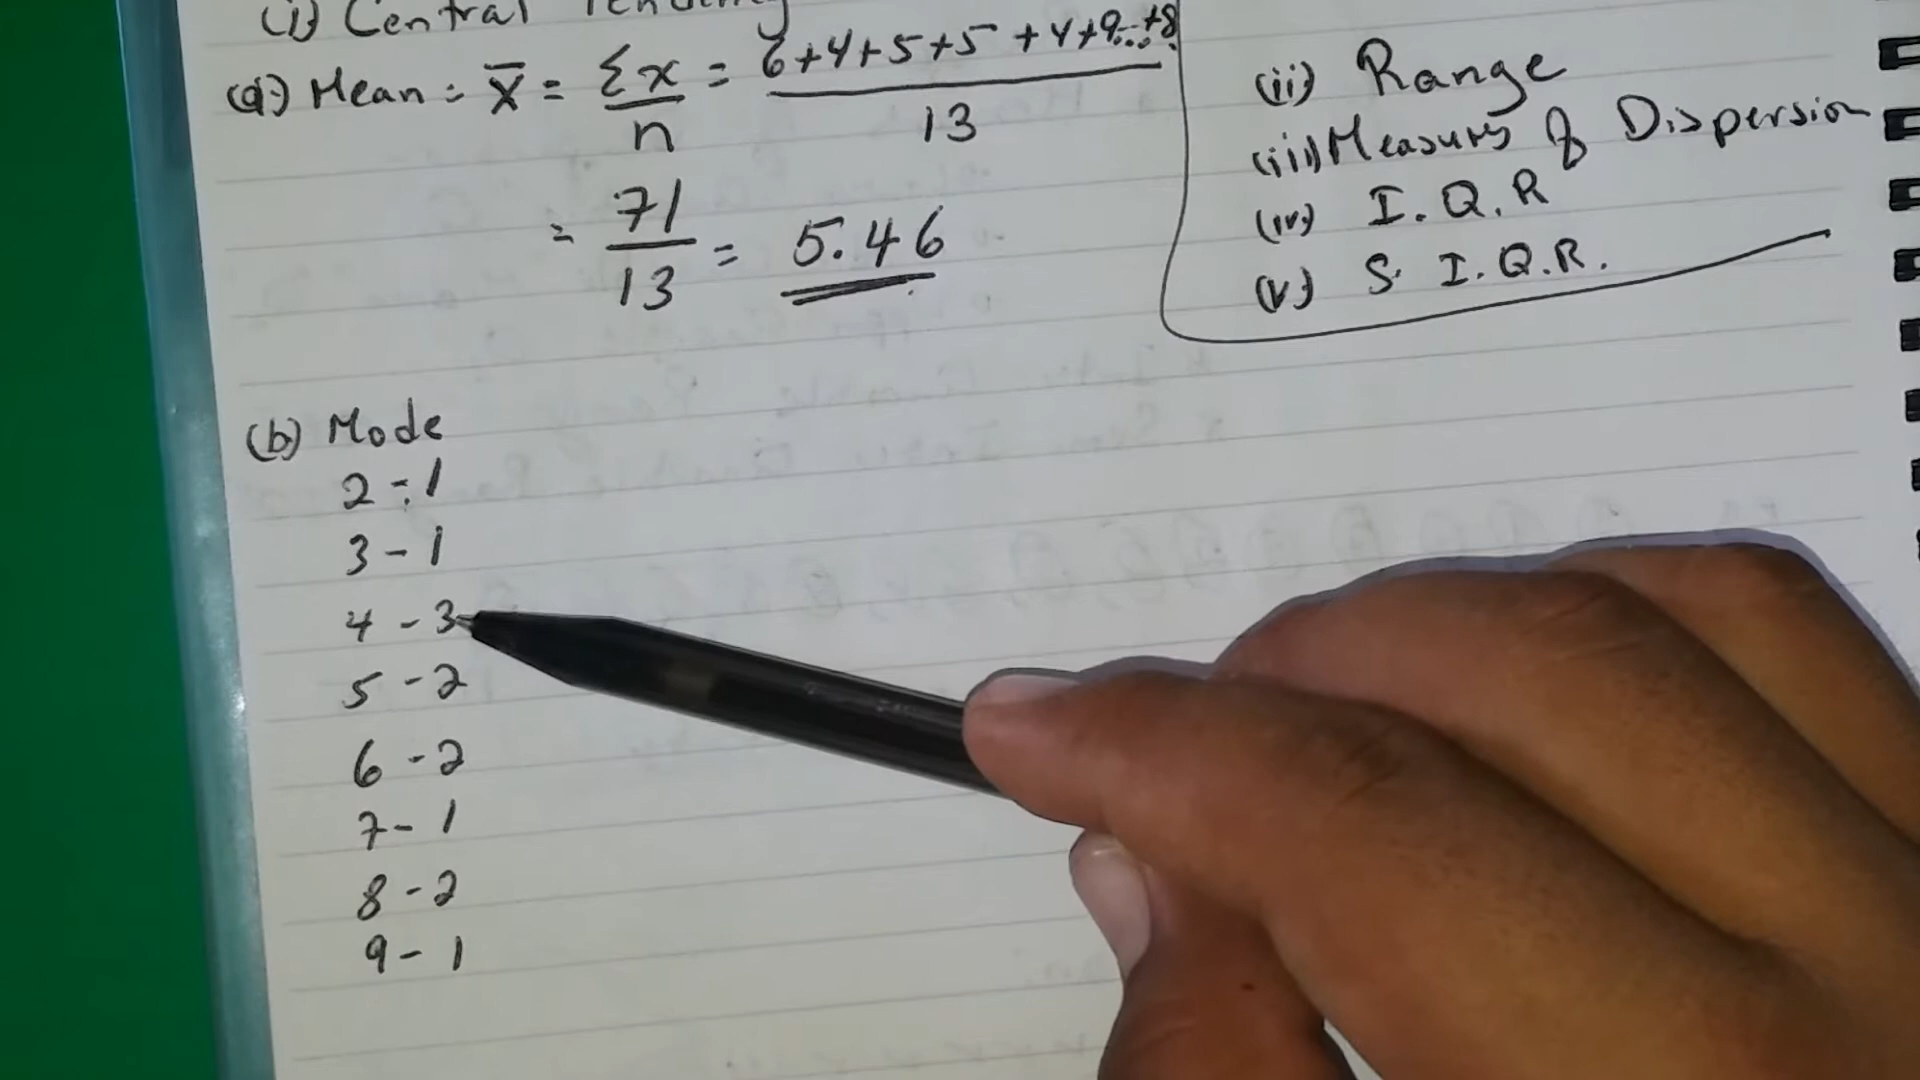 (i) Central Tendency
(a) Mean = x̄ = Σx/n = 6+4+5+5+4+9...+8/13
= 71/13 = 5.46
(ii) Range
(iii) Measures of Dispersion
(iv) I.Q.R
(v) S.I.Q.R.
(b) Mode
2 - 1
3 - 1
4 - 3
5 - 2
6 - 2
7 - 1
8 - 2
9 - 1